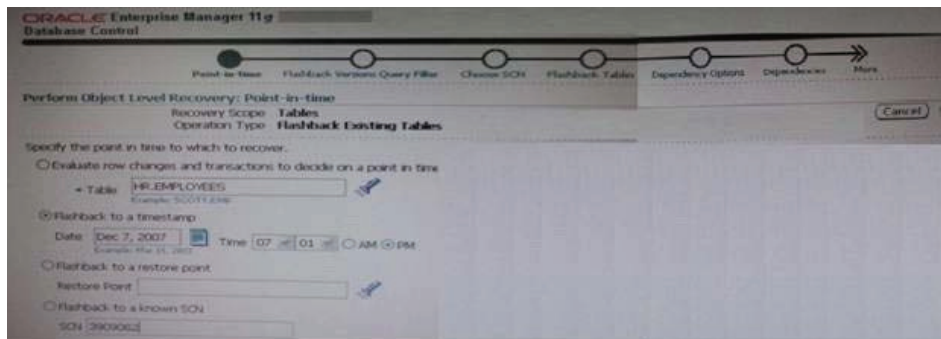 ORACLE Enterprise Manager 11g
Database Control
Point-in-time Flashback Versions Query Filter Choose SCN Flashback Tables Dependency Options Dependencies More
Perform Object Level Recovery: Point-in-time
Cancel
Recovery Scope Tables
Operation Type Flashback Existing Tables
Specify the point in time to which to recover.
Evaluate row changes and transactions to decide on a point in time
* Table HR.EMPLOYEES
Example: SCOTT.EMP
Flashback to a timestamp
Date Dec 7, 2007 Time 07 01 AM PM
Example: Mar
Flashback to a restore point
Restore Point
Flashback to a known SCN
SCN 3909062